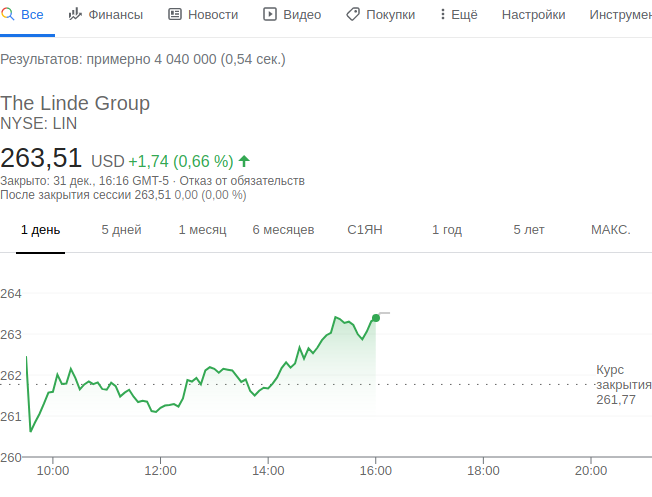 Все Финансы Новости Видео Покупки Ещё Настройки Инструмен
Результатов: примерно 4 040 000 (0,54 сек.)
The Linde Group
NYSE: LIN
263,51 USD +1,74 (0,66 %)
Закрыто: 31 дек., 16:16 GMT-5 · Отказ от обязательств
После закрытия сессии 263,51 0,00 (0,00 %)
1 день 5 дней 1 месяц 6 месяцев С1ЯН 1 год 5 лет МАКС.
264
263
262
261
260
Курс
закрытия
261,77
10:00 12:00 14:00 16:00 18:00 20:00